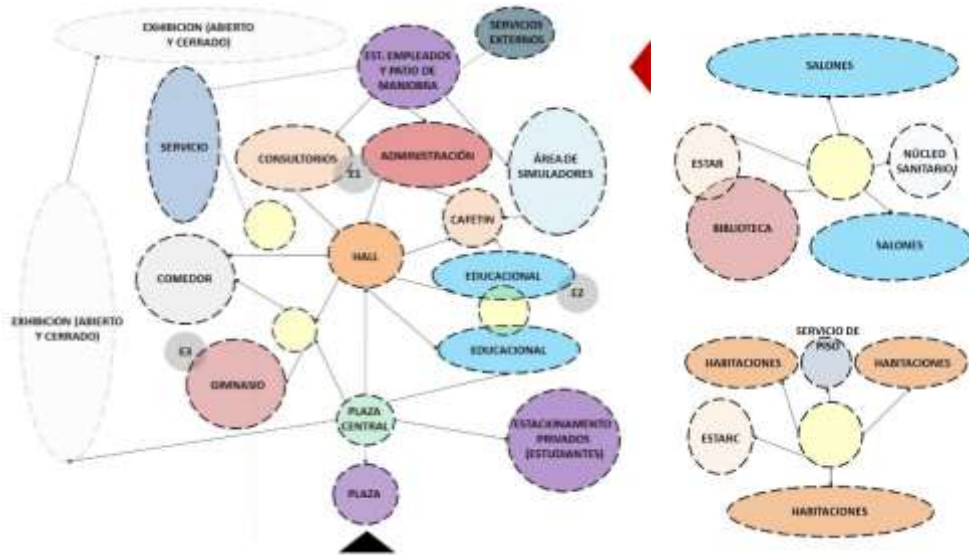 EXHIBICION (ABIERTO
Y CERRADO)
SERVICIOS
EXTERNOS
EST. EMPLEADOS
Y PATIO DE
MANIOBRA
SERVICIO
CONSULTORIOS
E1
ADMINISTRACIÓN
ÁREA DE
SIMULADORES
CAFETIN
HALL
COMEDOR
EDUCACIONAL
E2
EXHIBICION (ABIERTO
Y CERRADO)
E3
EDUCACIONAL
GIMNASIO
PLAZA
CENTRAL
ESTACIONAMIENTO
PRIVADOS
(ESTUDIANTES)
PLAZA
SALONES
ESTAR
NÚCLEO
SANITARIO
BIBLIOTECA
SALONES
SERVICIO DE
PISO
HABITACIONES
HABITACIONES
ESTARC
HABITACIONES